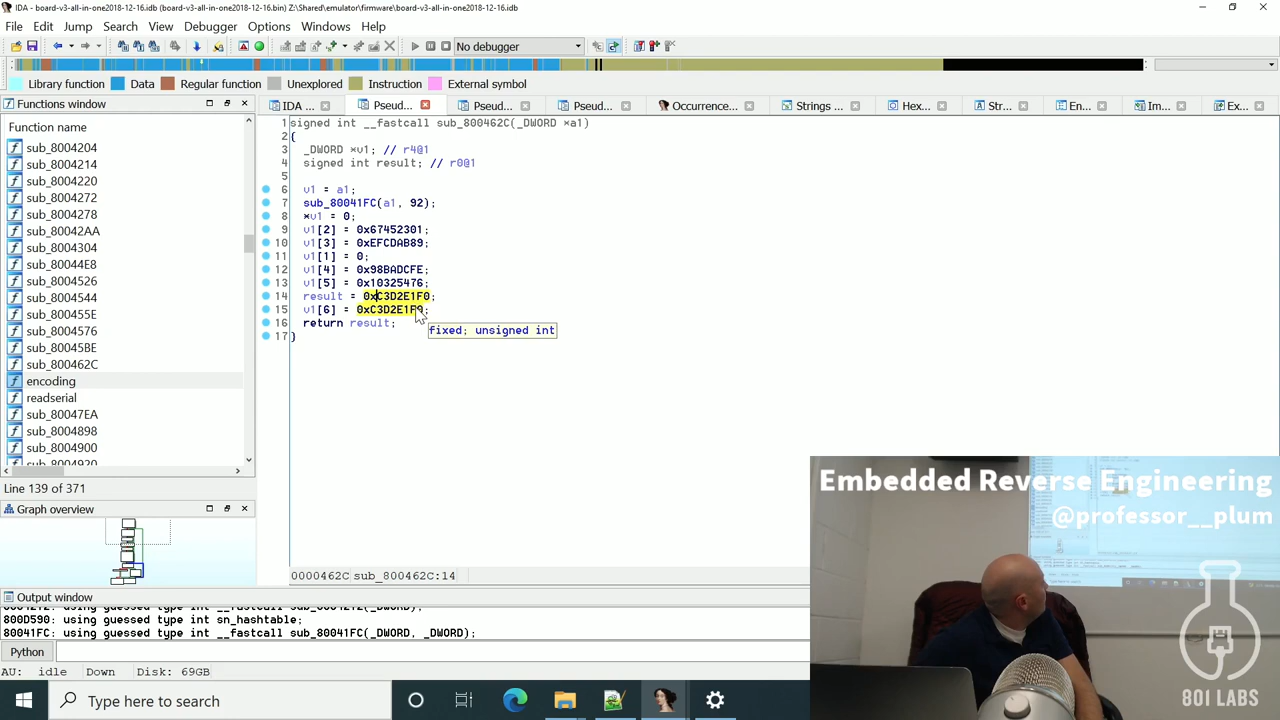 IDA - board-v3-all-in-one2018-12-16.idb (board-v3-all-in-one2018-12-16.bin) Z:\Shared\emulator\firmware\board-v3-all-in-one2018-12-16.idb
File Edit Jump Search View Debugger Options Windows Help
No debugger
Library function Data Regular function Unexplored Instruction External symbol
Functions window
IDA ... Pseud... Pseud... Pseud... Occurrence... Strings ... Hex... Str... En... Im... Ex...
Function name
sub_8004204
sub_8004214
sub_8004220
sub_8004272
sub_8004278
sub_80042AA
sub_8004304
sub_80044E8
sub_8004526
sub_8004544
sub_800455E
sub_8004576
sub_80045BE
sub_800462C
encoding
readserial
sub_80047EA
sub_8004898
sub_8004900
sub_8004920
Line 139 of 371
Graph overview
1 signed int __fastcall sub_800462C(_DWORD *a1)
2 {
3 _DWORD *v1; // r4@1
4 signed int result; // r0@1
5
6 v1 = a1;
7 sub_80041FC(a1, 92);
8 *v1 = 0;
9 v1[2] = 0x67452301;
10 v1[3] = 0xEFCDAB89;
11 v1[1] = 0;
12 v1[4] = 0x98BADCFE;
13 v1[5] = 0x10325476;
14 result = 0xC3D2E1F0;
15 v1[6] = 0xC3D2E1F0;
16 return result;
17 }
fixed; unsigned int
0000462C sub_800462C:14
Output window
8004272: using guessed type int __fastcall sub_8004272(_DWORD);
800D590: using guessed type int sn_hashtable;
80041FC: using guessed type int __fastcall sub_80041FC(_DWORD, _DWORD);
Python
AU: idle Down Disk: 69GB
Type here to search
Embedded Reverse Engineering
@professor__plum
801 LABS